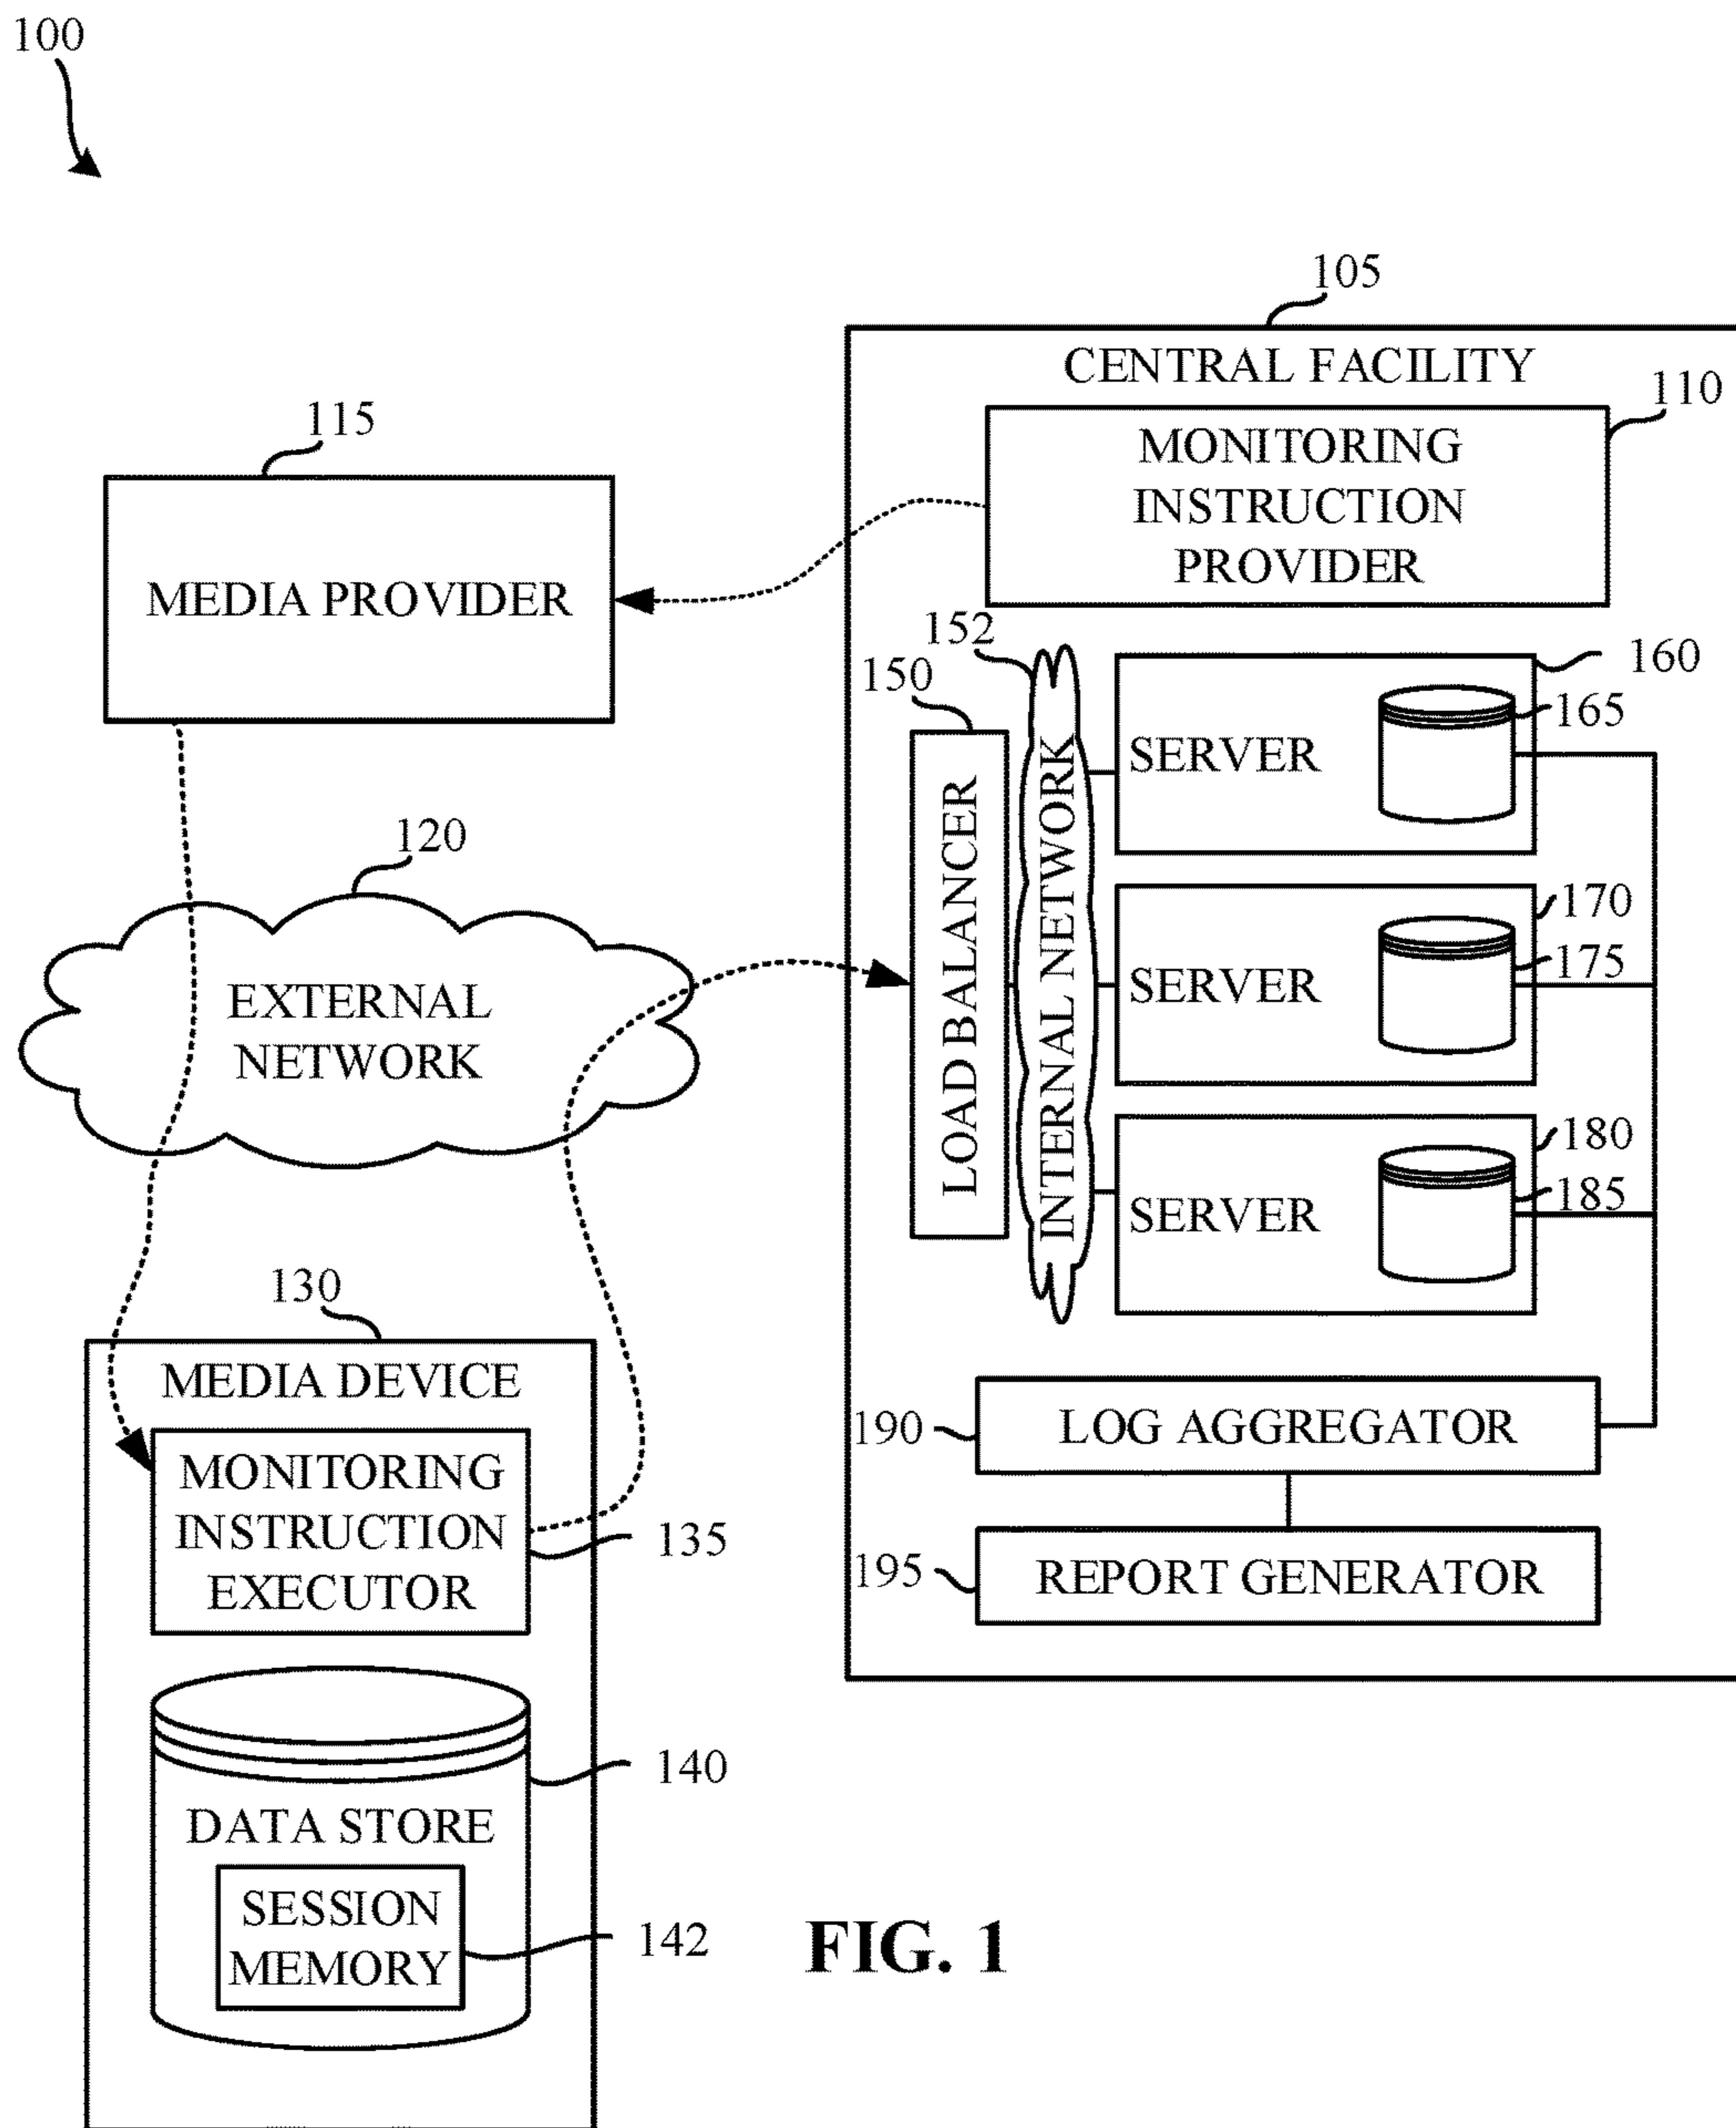 100
105
CENTRAL FACILITY
110
MONITORING
INSTRUCTION
PROVIDER
115
MEDIA PROVIDER
152
150
160
165
SERVER
LOAD BALANCER
INTERNAL NETWORK
120
EXTERNAL
NETWORK
170
175
SERVER
180
185
SERVER
130
MEDIA DEVICE
MONITORING
INSTRUCTION
EXECUTOR
135
190
LOG AGGREGATOR
195
REPORT GENERATOR
140
DATA STORE
SESSION
MEMORY
142
FIG. 1